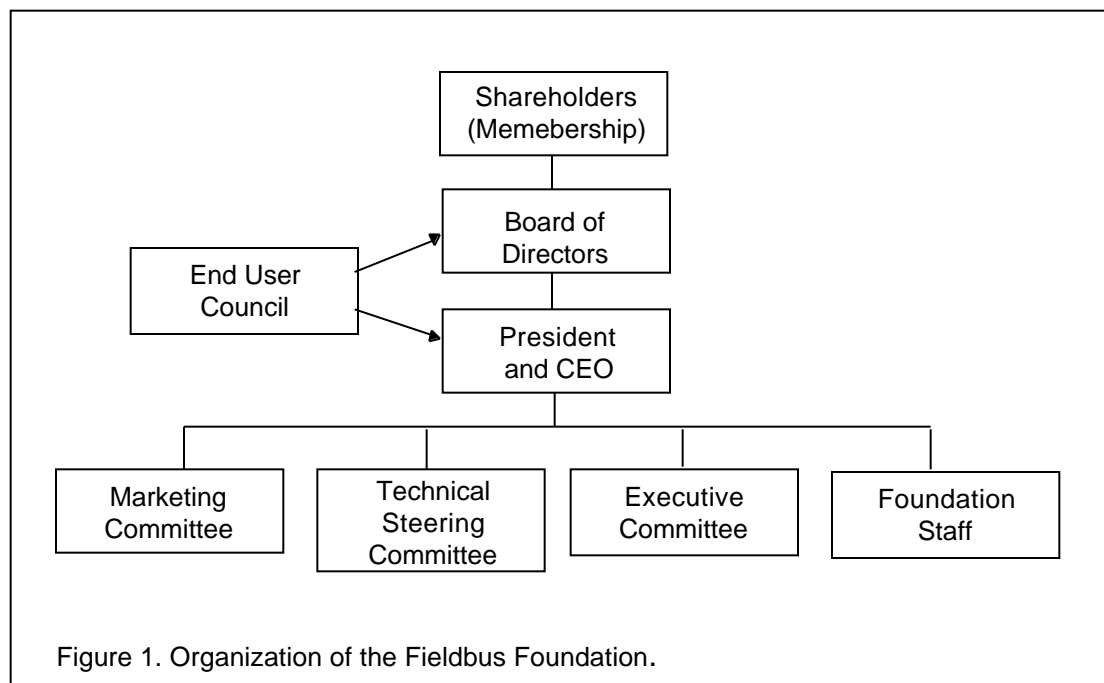 Shareholders
(Memebership)
Board of
Directors
End User
Council
President
and CEO
Marketing
Committee
Technical
Steering
Committee
Executive
Committee
Foundation
Staff
Figure 1. Organization of the Fieldbus Foundation.